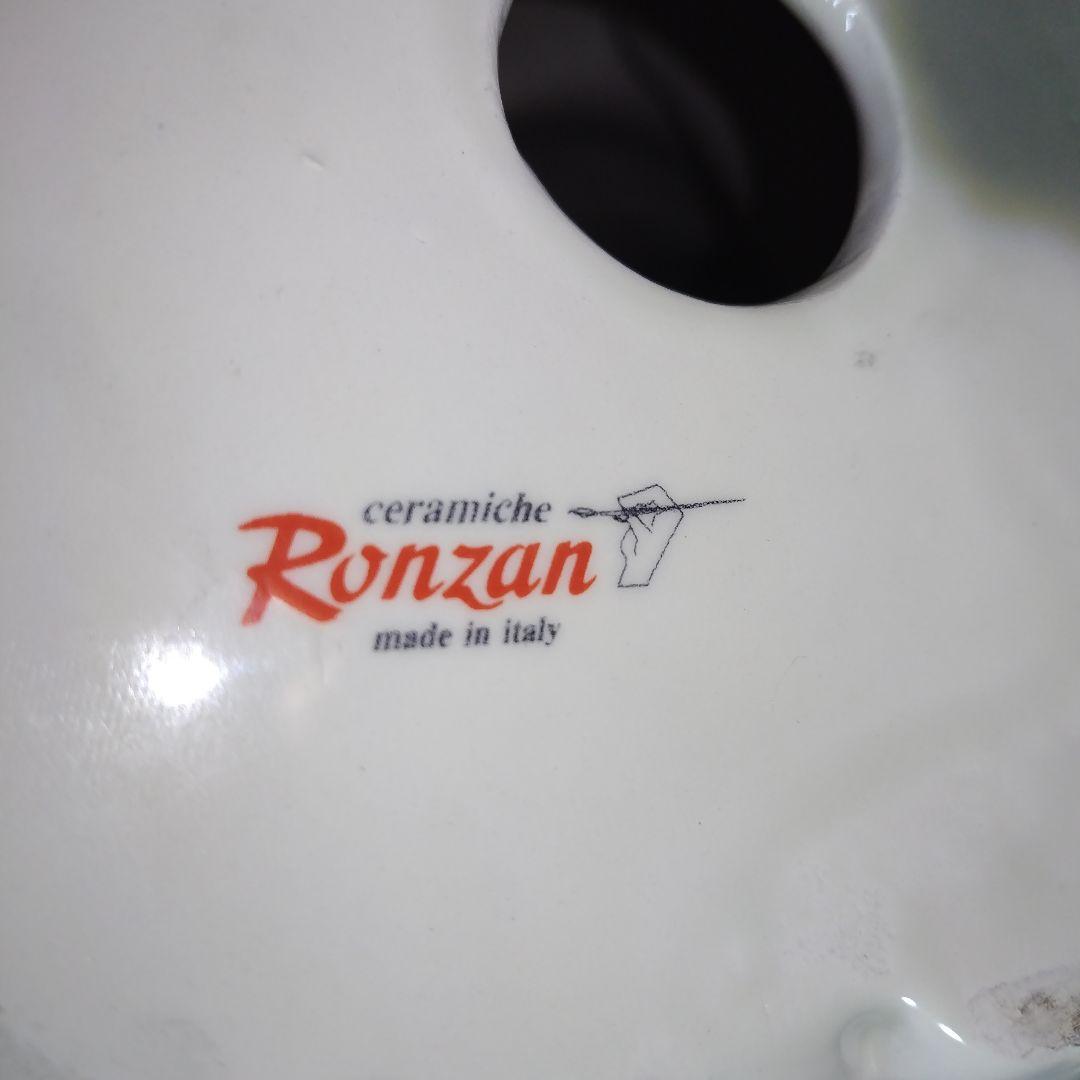 ceramiche
Ronzan
made in italy